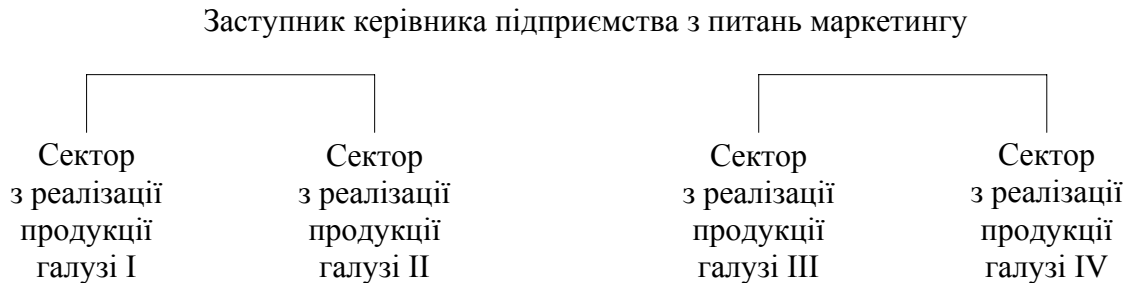 Заступник керівника підприємства з питань маркетингу
Сектор
з реалізації
продукції
галузі I
Сектор
з реалізації
продукції
галузі II
Сектор
з реалізації
продукції
галузі III
Сектор
з реалізації
продукції
галузі IV